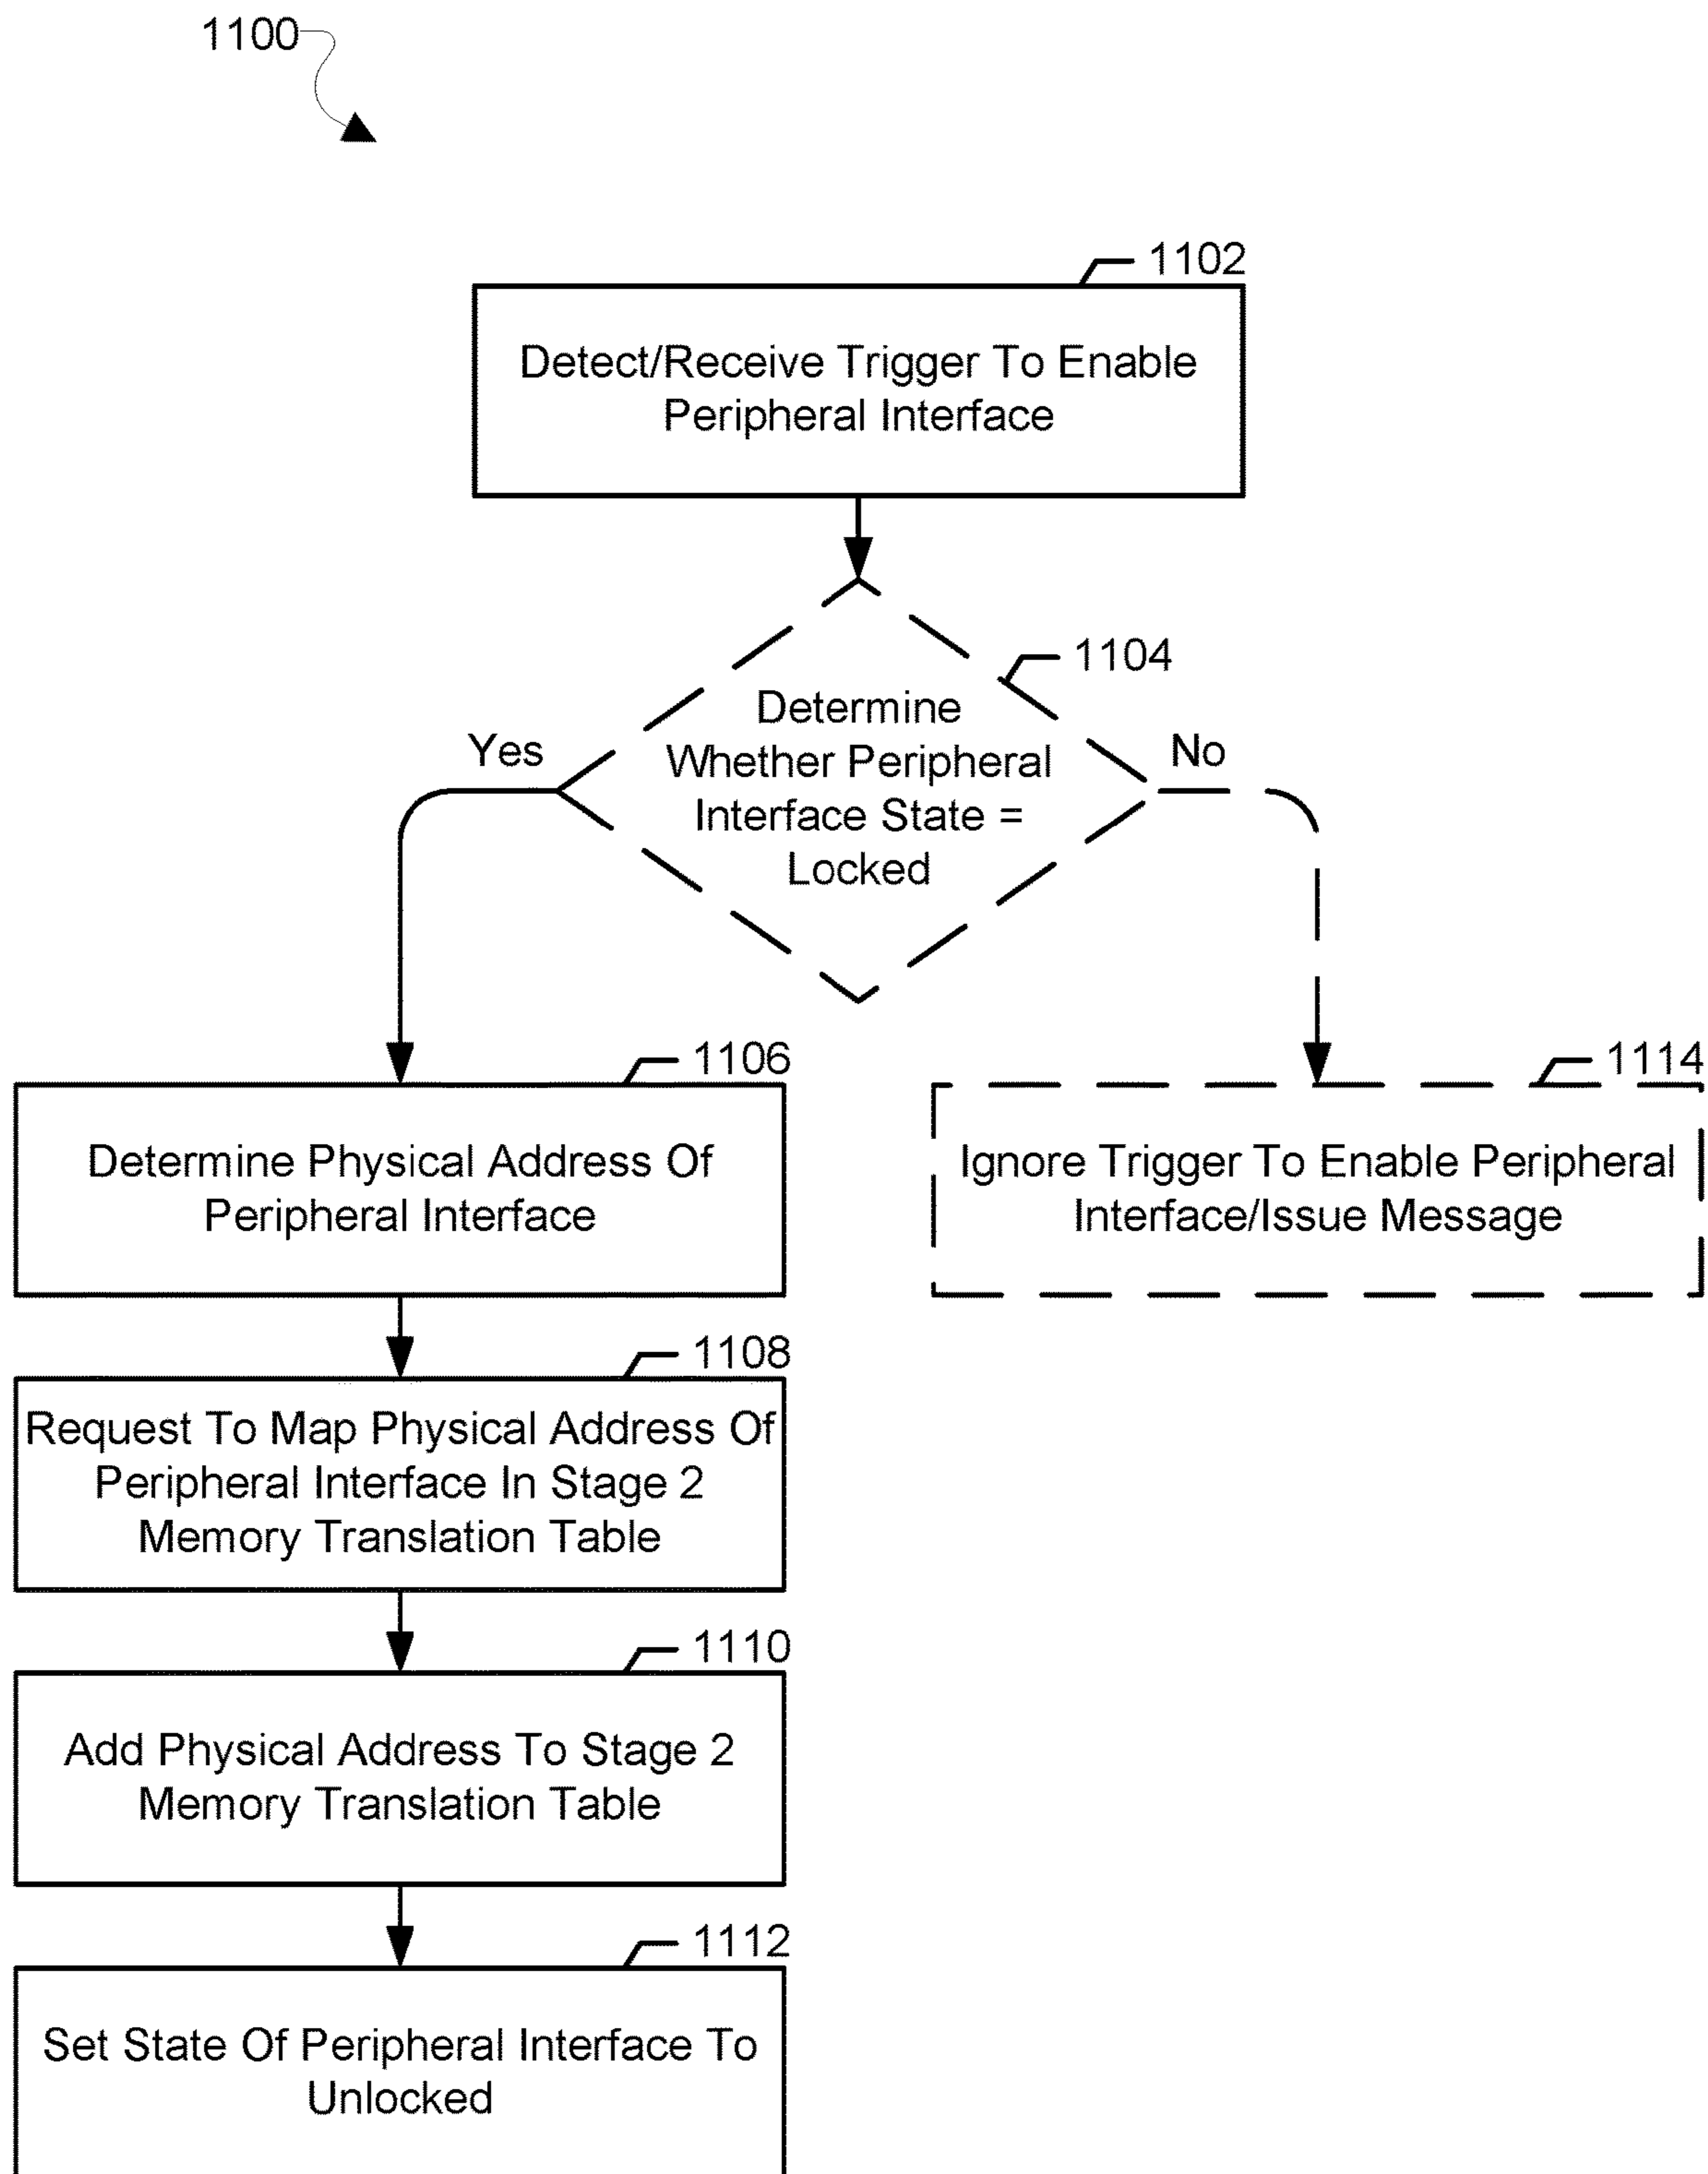 1100
1102
Detect/Receive Trigger To Enable
Peripheral Interface
1104
Determine
Whether Peripheral
Interface State =
Locked
Yes
No
1106
Determine Physical Address Of
Peripheral Interface
1114
Ignore Trigger To Enable Peripheral
Interface/Issue Message
1108
Request To Map Physical Address Of
Peripheral Interface In Stage 2
Memory Translation Table
1110
Add Physical Address To Stage 2
Memory Translation Table
1112
Set State Of Peripheral Interface To
Unlocked